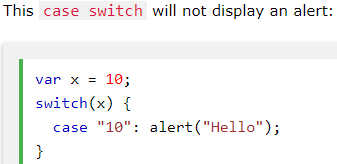 This case switch will not display an alert:
var x = 10;
switch(x) {
  case "10": alert("Hello");
}